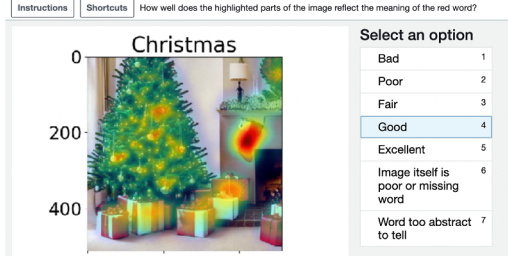 Instructions Shortcuts How well does the highlighted parts of the image reflect the meaning of the red word?
Christmas
0
200
400
Select an option
Bad 1
Poor 2
Fair 3
Good 4
Excellent 5
Image itself is 6
poor or missing
word
Word too abstract 7
to tell